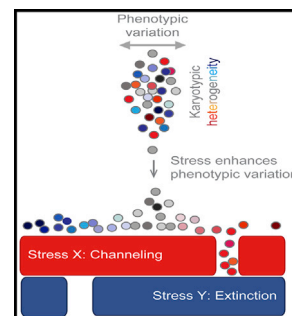 Phenotypic
variation
Karyotypic
heterogeneity
Stress enhances
phenotypic variation
Stress X: Channeling
Stress Y: Extinction